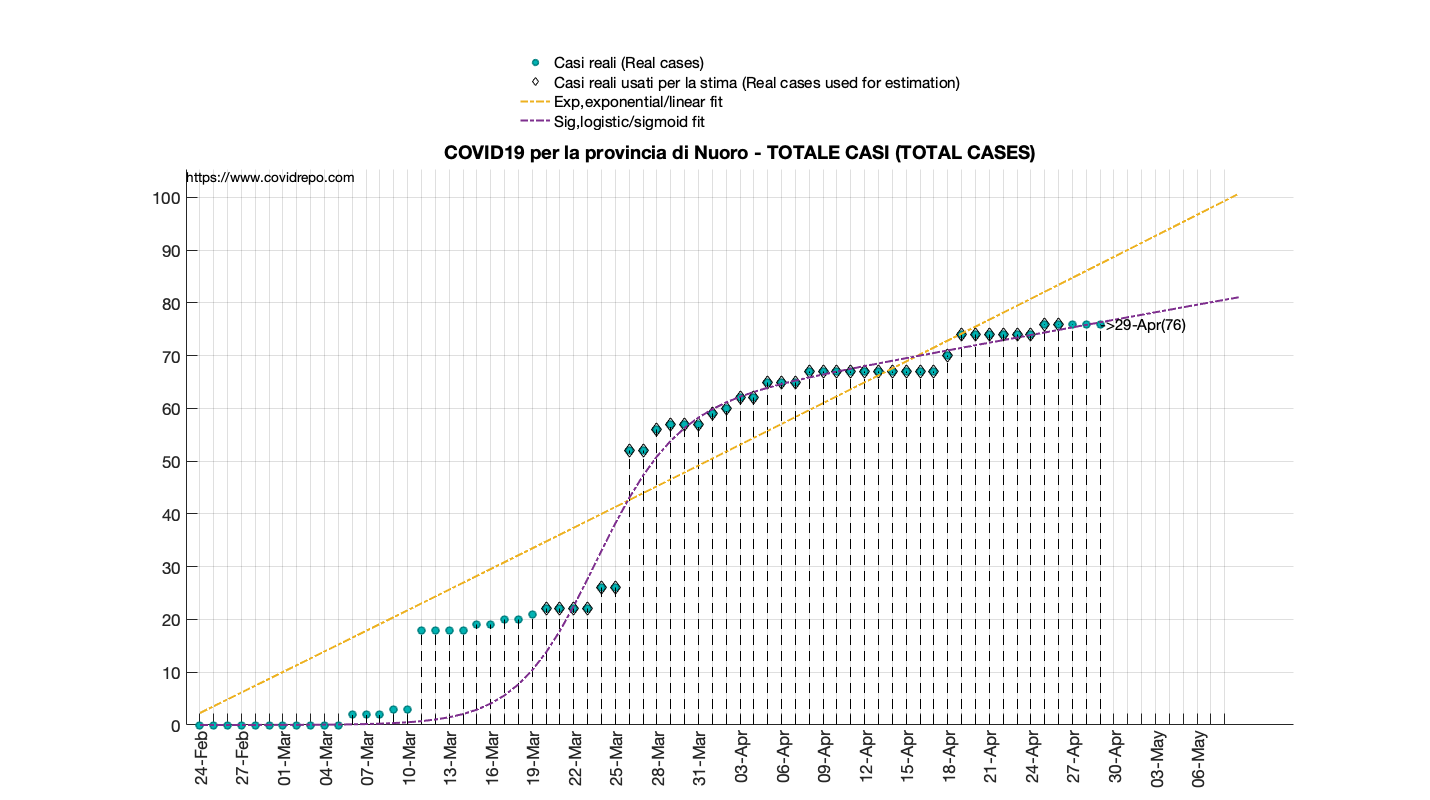 Casi reali (Real cases)
Casi reali usati per la stima (Real cases used for estimation)
Exp,exponential/linear fit
Sig,logistic/sigmoid fit
COVID19 per la provincia di Nuoro - TOTALE CASI (TOTAL CASES)
https://www.covidrepo.com
100
90
80
70
60
50
40
30
20
10
0
>29-Apr(76)
24-Feb
27-Feb
01-Mar
04-Mar
07-Mar
10-Mar
13-Mar
16-Mar
19-Mar
22-Mar
25-Mar
28-Mar
31-Mar
03-Apr
06-Apr
09-Apr
12-Apr
15-Apr
18-Apr
21-Apr
24-Apr
27-Apr
30-Apr
03-May
06-May